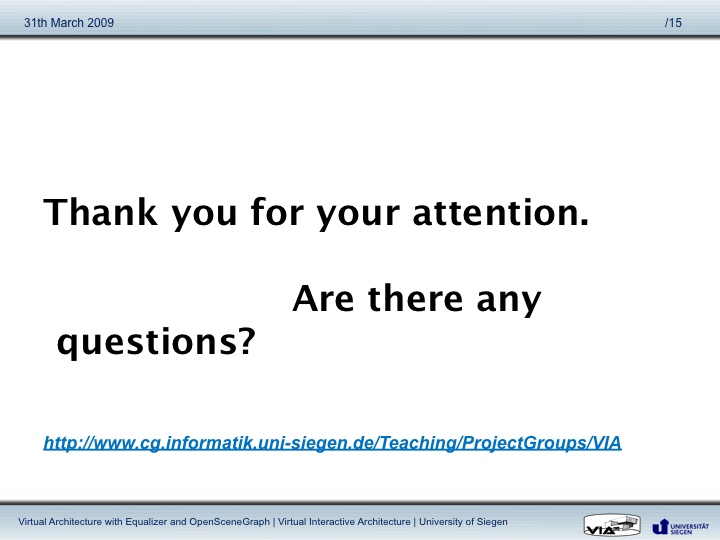 31th March 2009
/15
Thank you for your attention.
Are there any
questions?
http://www.cg.informatik.uni-siegen.de/Teaching/ProjectGroups/VIA
Virtual Architecture with Equalizer and OpenSceneGraph | Virtual Interactive Architecture | University of Siegen
VIA
UNIVERSITÄT
SIEGEN